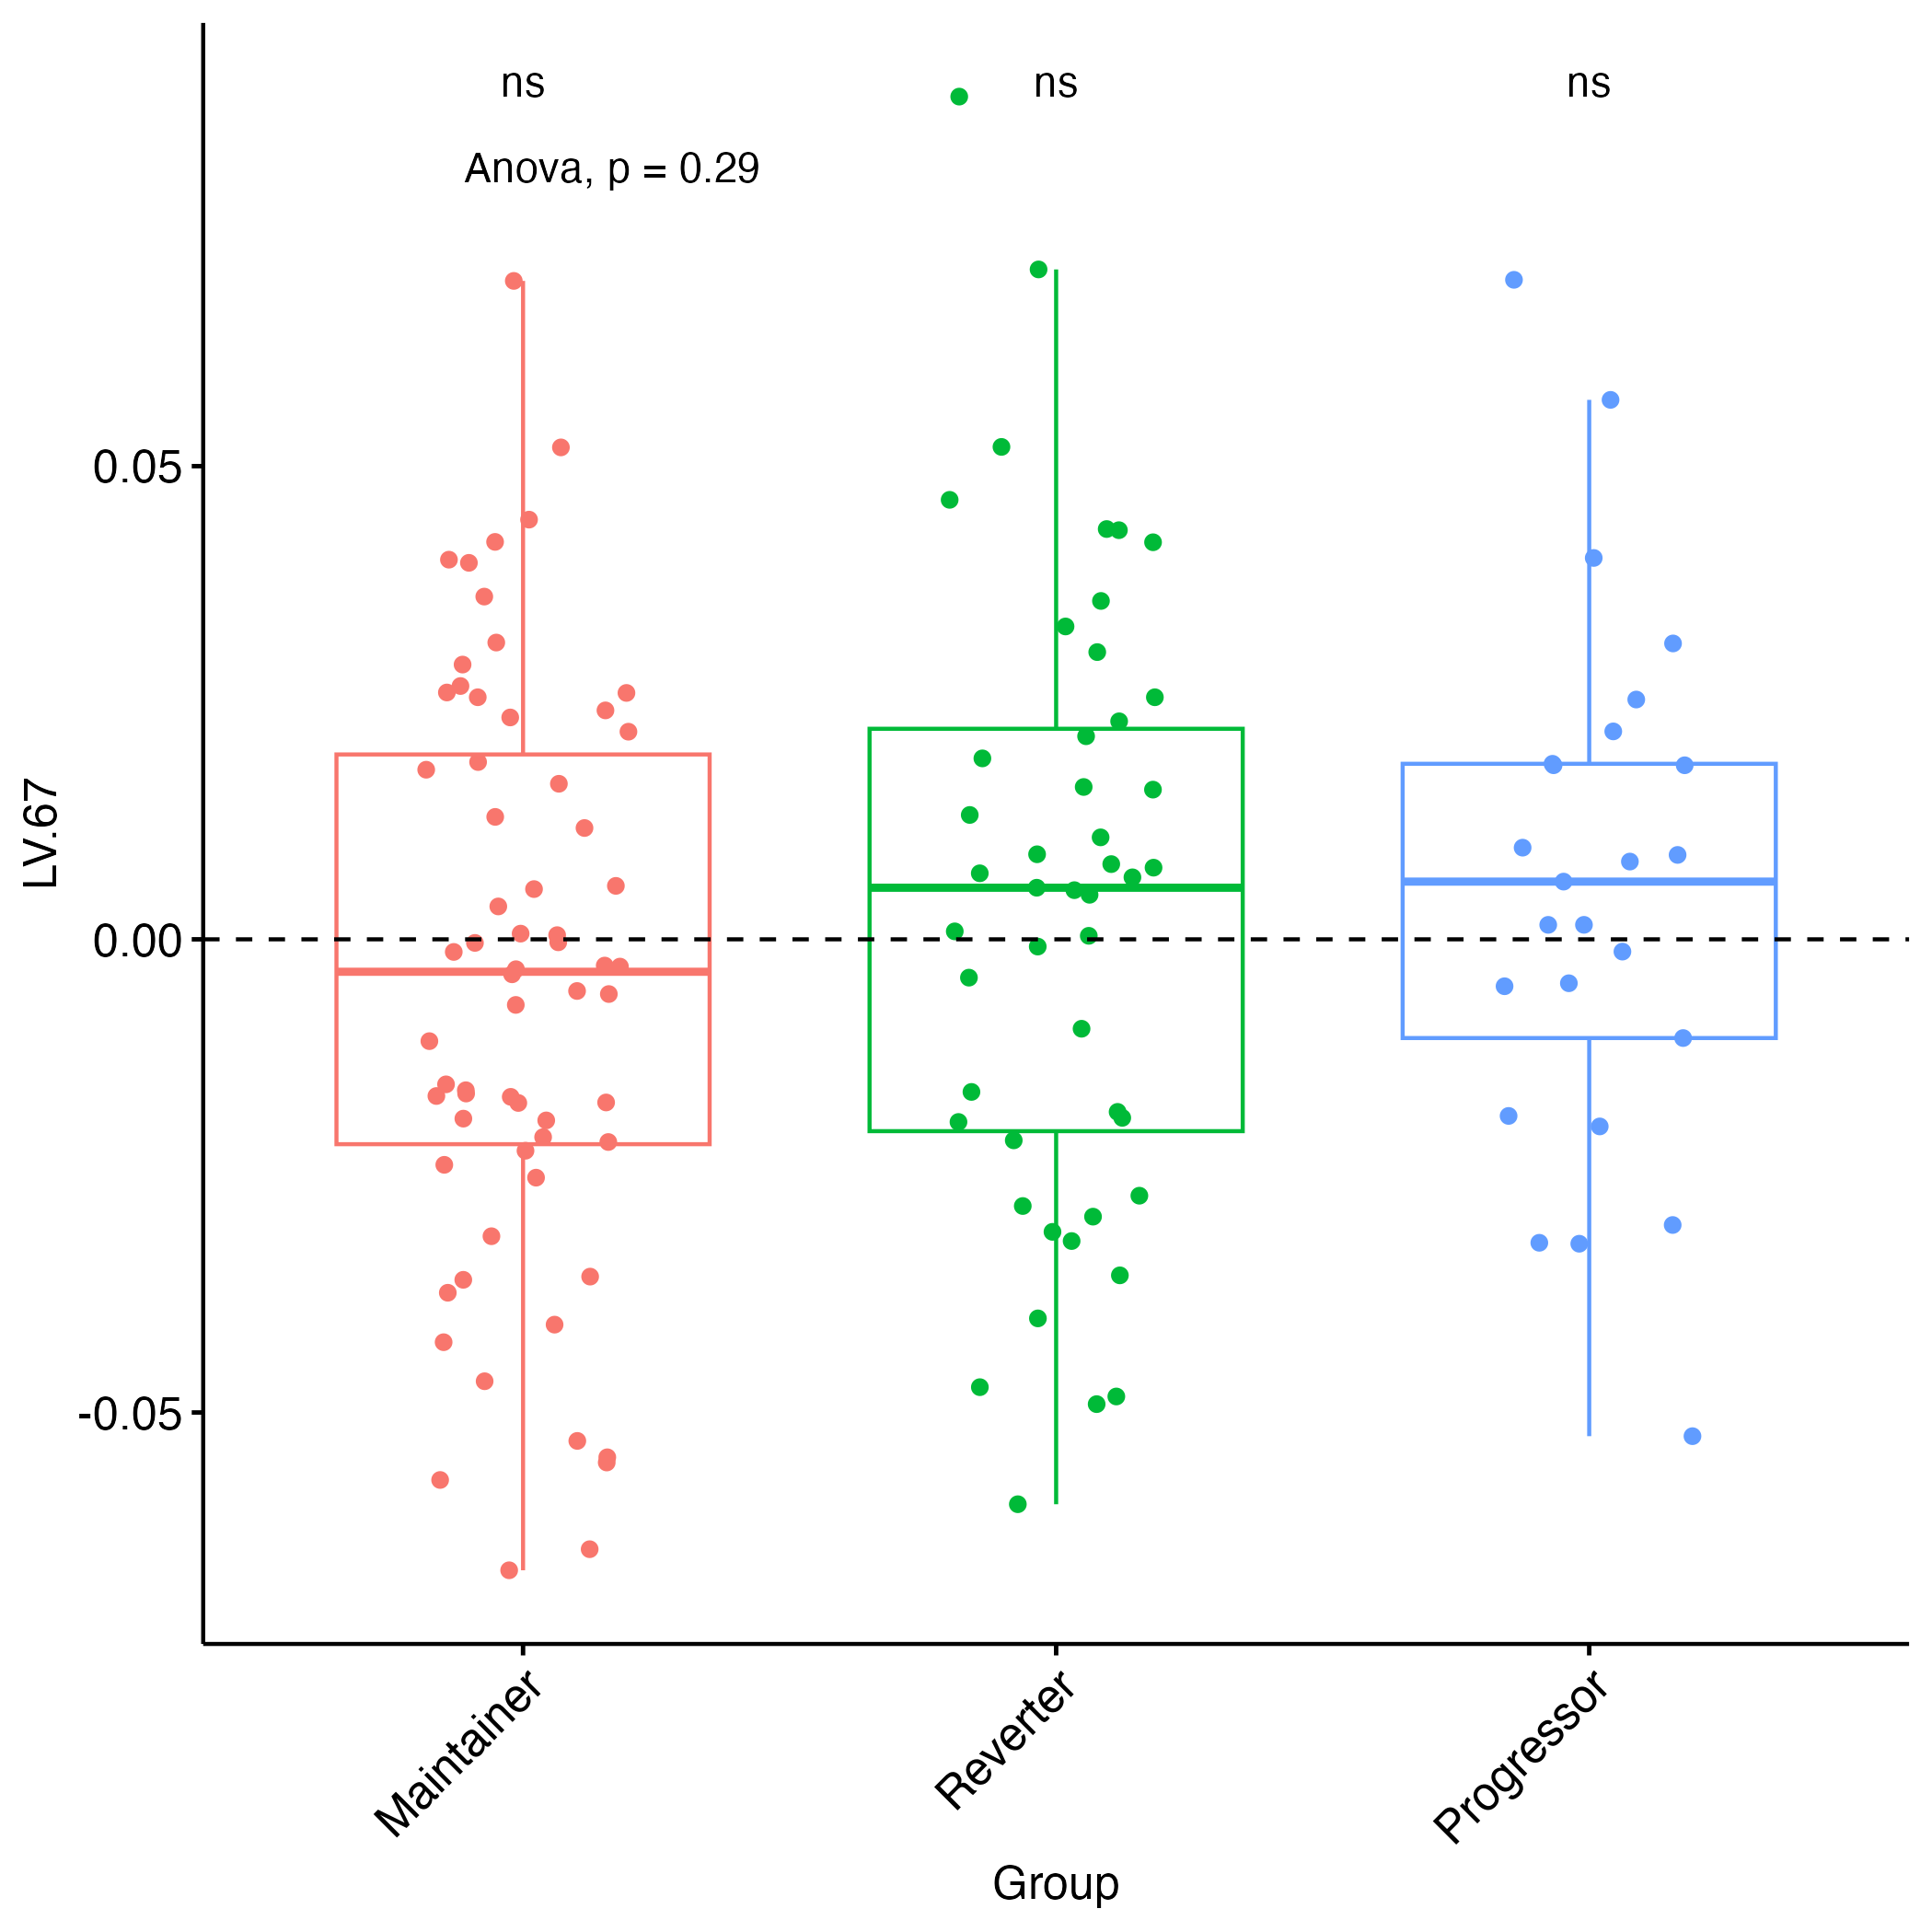 ns ns ns
Anova, p = 0.29
LV.67
0.05
0.00
-0.05
Maintainer Reverter Progressor
Group